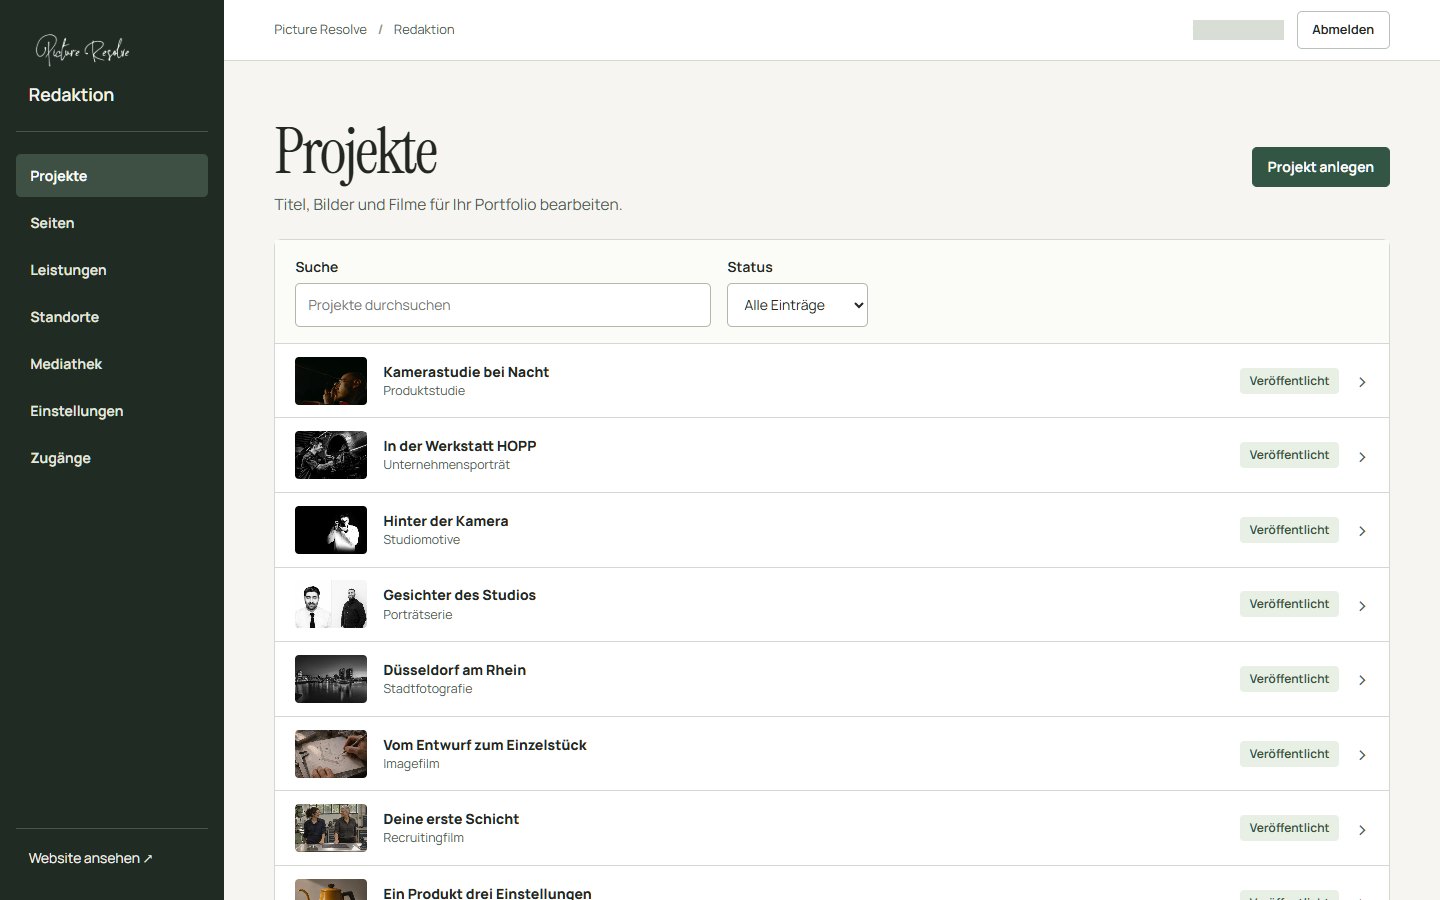 Picture Resolve
Redaktion
Projekte
Seiten
Leistungen
Standorte
Mediathek
Einstellungen
Zugänge
Website ansehen ↗
Picture Resolve / Redaktion
Abmelden
Projekte
Titel, Bilder und Filme für Ihr Portfolio bearbeiten.
Projekt anlegen
Suche
Projekte durchsuchen
Status
Alle Einträge
Kamerastudie bei Nacht
Produktstudie
Veröffentlicht
In der Werkstatt HOPP
Unternehmensporträt
Veröffentlicht
Hinter der Kamera
Studiomotive
Veröffentlicht
Gesichter des Studios
Porträtserie
Veröffentlicht
Düsseldorf am Rhein
Stadtfotografie
Veröffentlicht
Vom Entwurf zum Einzelstück
Imagefilm
Veröffentlicht
Deine erste Schicht
Recruitingfilm
Veröffentlicht
Ein Produkt drei Einstellungen